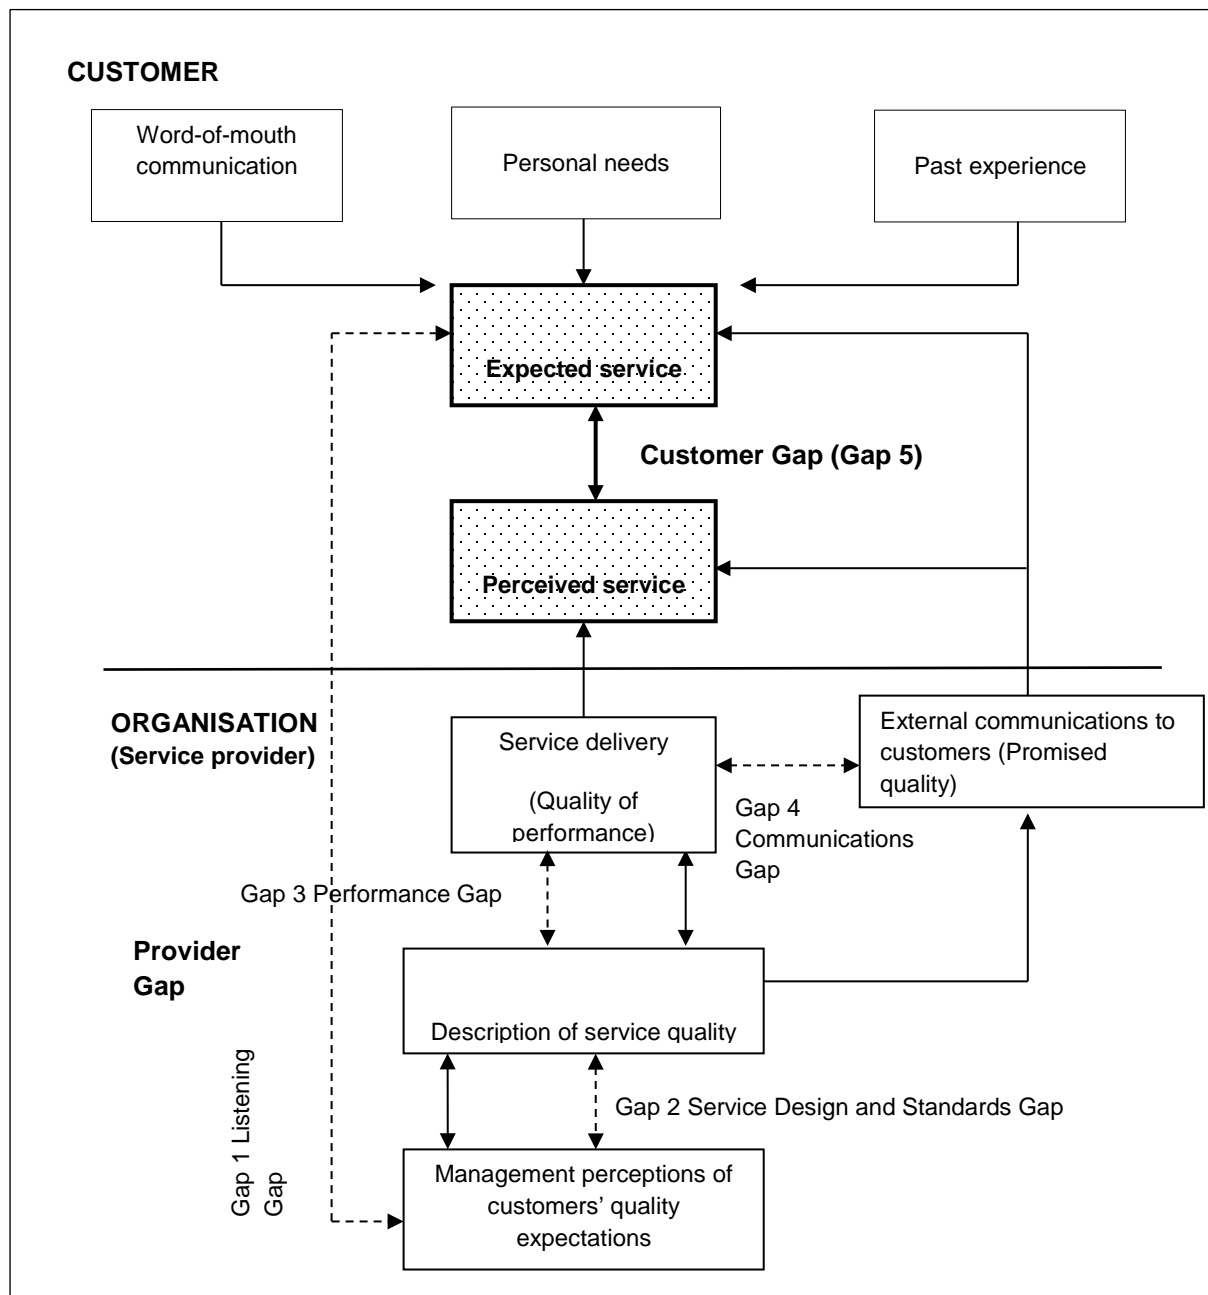 CUSTOMER
Word-of-mouth
communication
Personal needs
Past experience
Expected service
Customer Gap (Gap 5)
Perceived service
ORGANISATION
(Service provider)
Service delivery
(Quality of
performance)
External communications to
customers (Promised
quality)
Gap 4
Communications
Gap
Gap 3 Performance Gap
Provider
Gap
Description of service quality
Gap 1 Listening
Gap
Gap 2 Service Design and Standards Gap
Management perceptions of
customers’ quality
expectations